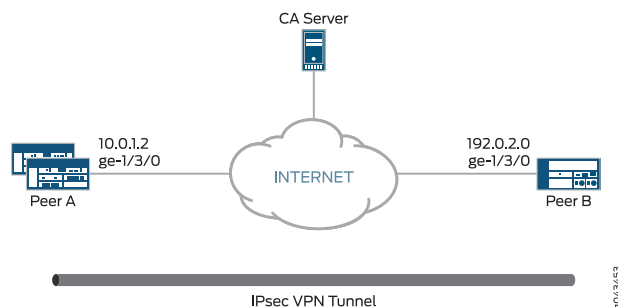 CA Server
10.0.1.2
ge-1/3/0
192.0.2.0
ge-1/3/0
INTERNET
Peer A
Peer B
IPsec VPN Tunnel